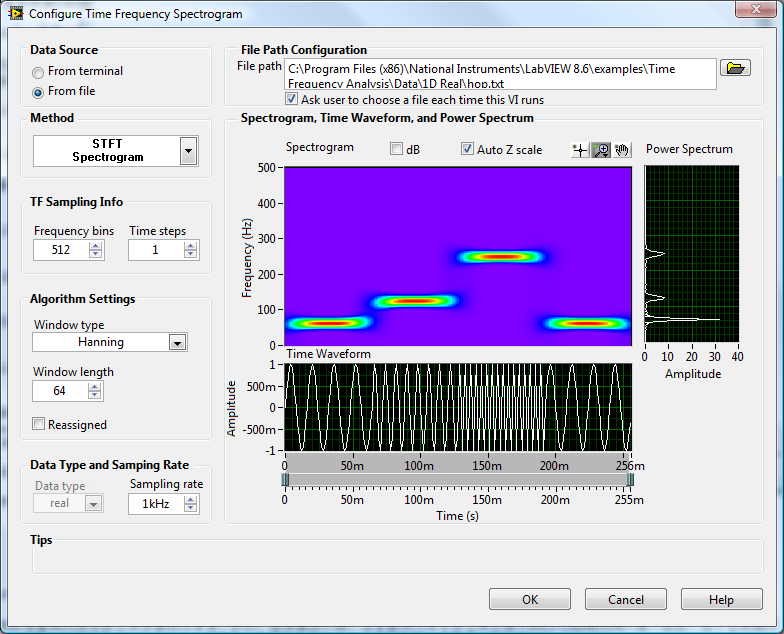 Configure Time Frequency Spectrogram
Data Source
From terminal
From file
File Path Configuration
File path
C:\Program Files (x86)\National Instruments\LabVIEW 8.6\examples\Time
Frequency Analysis\Data\1D Real\hop.txt
Ask user to choose a file each time this VI runs
Method
STFT
Spectrogram
TF Sampling Info
Frequency bins
Time steps
512
1
Algorithm Settings
Window type
Hanning
Window length
64
Reassigned
Data Type and Samping Rate
Data type
Sampling rate
real
1kHz
Spectrogram, Time Waveform, and Power Spectrum
Spectrogram
dB
Auto Z scale
Power Spectrum
500
400
300
200
100
0
Frequency (Hz)
0 10 20 30 40
Amplitude
Time Waveform
1
500m
0
-500m
-1
Amplitude
0 50m 100m 150m 200m 256m
0 50m 100m 150m 200m 255m
Time (s)
Tips
OK
Cancel
Help